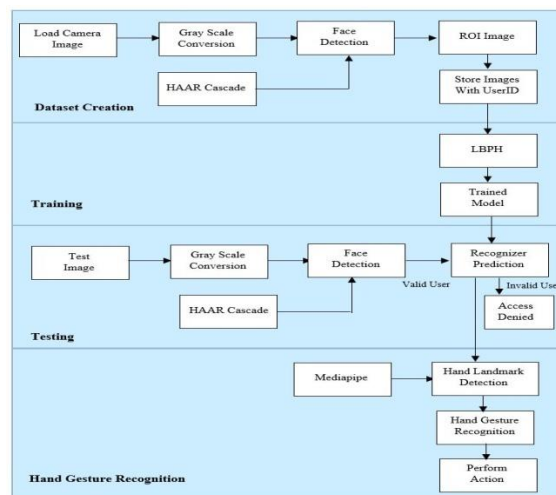 Load Camera
Image
Gray Scale
Conversion
Face
Detection
ROI Image
HAAR Cascade
Store Images
With UserID
Dataset Creation
LBPH
Trained
Model
Training
Test
Image
Gray Scale
Conversion
Face
Detection
Recognizer
Prediction
Valid User
Invalid User
HAAR Cascade
Access
Denied
Testing
Mediapipe
Hand Landmark
Detection
Hand Gesture
Recognition
Perform
Action
Hand Gesture Recognition